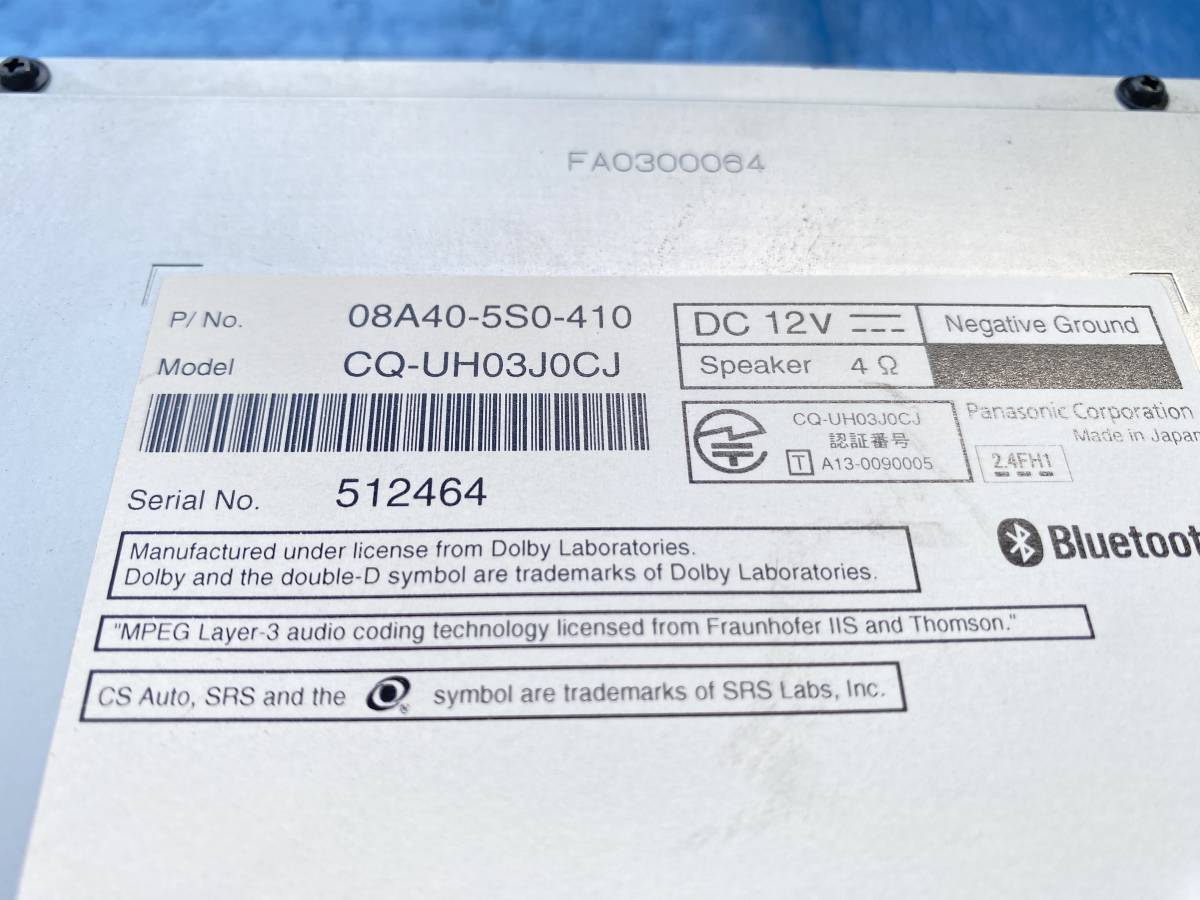 FA0300064
P/No. 08A40-5S0-410
Model CQ-UH03J0CJ
Serial No. 512464
DC 12V Negative Ground
Speaker 4 Ω
CQ-UH03J0CJ
認証番号
T A13-0090005
Panasonic Corporation
Made in Japan
2.4FH1
Bluetoot
Manufactured under license from Dolby Laboratories.
Dolby and the double-D symbol are trademarks of Dolby Laboratories.
"MPEG Layer-3 audio coding technology licensed from Fraunhofer IIS and Thomson."
CS Auto, SRS and the ® symbol are trademarks of SRS Labs, Inc.